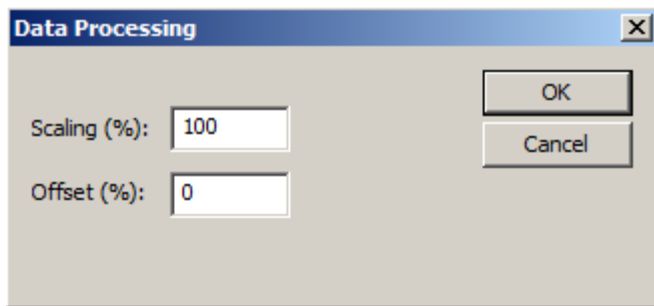 Data Processing
OK
Scaling (%): 100
Cancel
Offset (%): 0